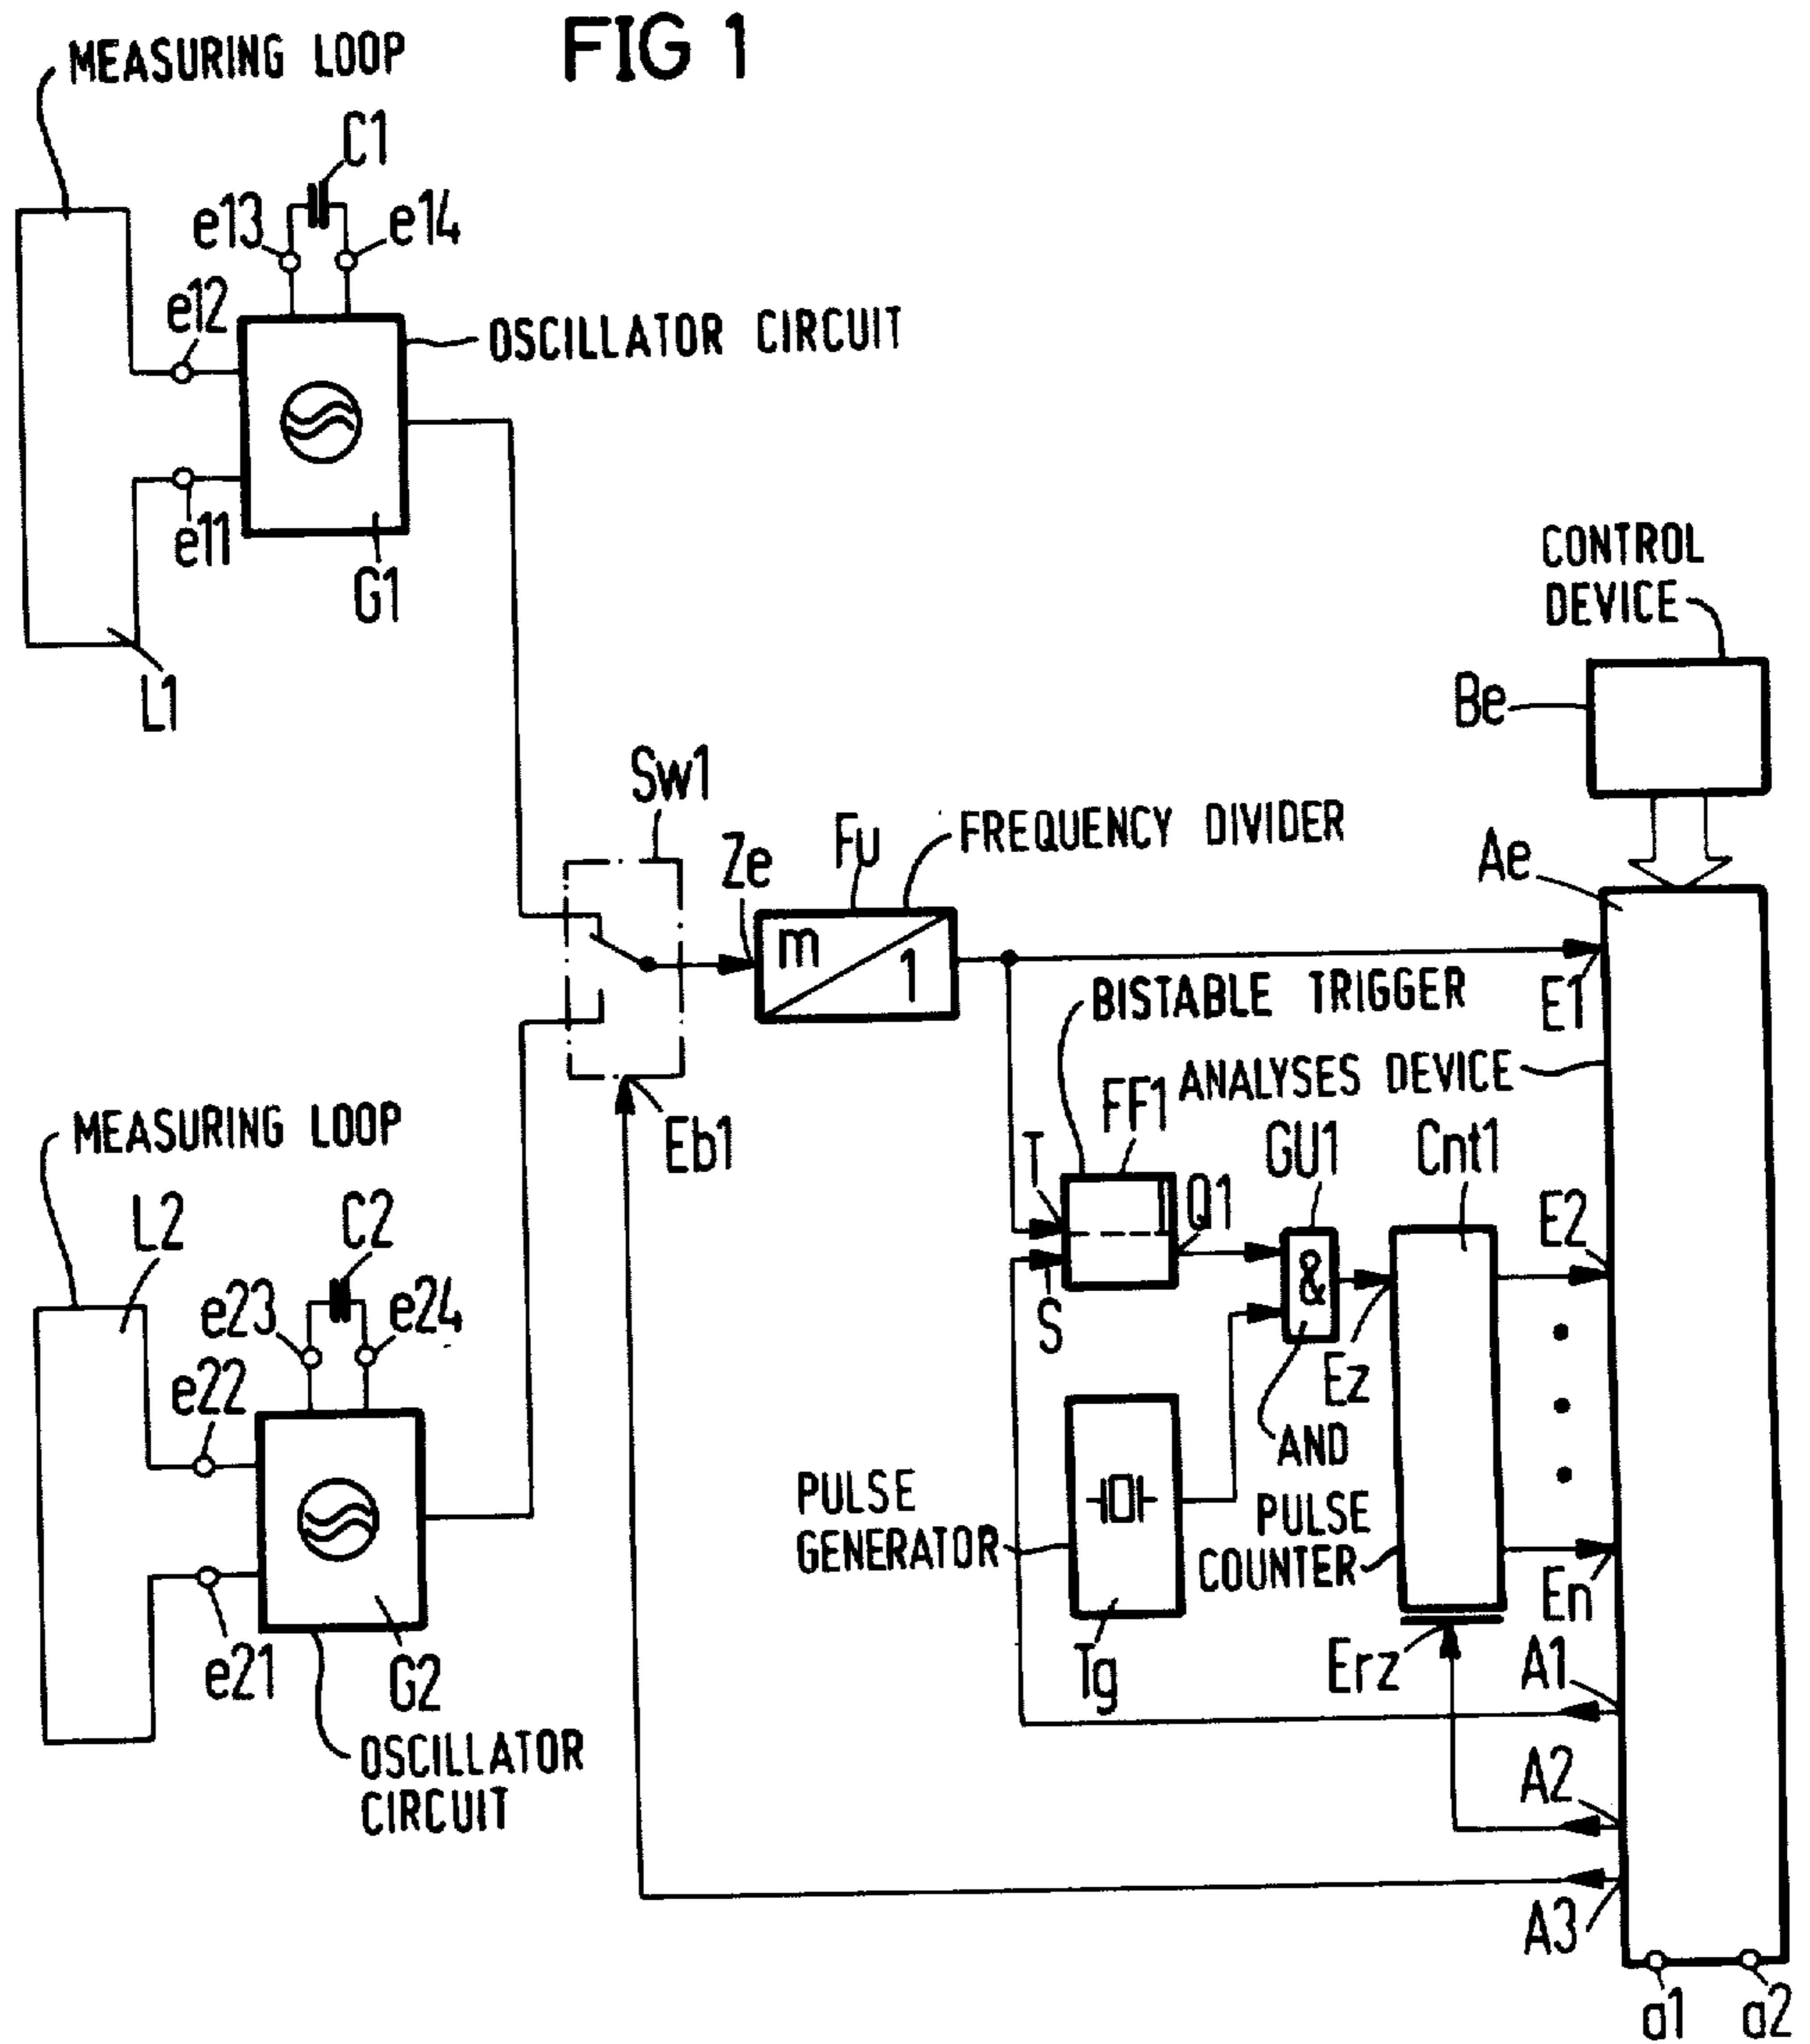 FIG 1
MEASURING LOOP
C1
e13
e14
e12
OSCILLATOR CIRCUIT
e11
G1
L1
CONTROL
DEVICE
Be
Sw1
Ze
Fu
FREQUENCY DIVIDER
Ae
m
1
E1
BISTABLE TRIGGER
ANALYSES DEVICE
FF1
Eb1
T
Q1
GU1
Cnt1
E2
S
&
Ez
AND
PULSE
GENERATOR
PULSE
COUNTER
Tg
Erz
En
A1
A2
A3
a1
a2
MEASURING LOOP
L2
C2
e23
e24
e22
e21
G2
OSCILLATOR
CIRCUIT